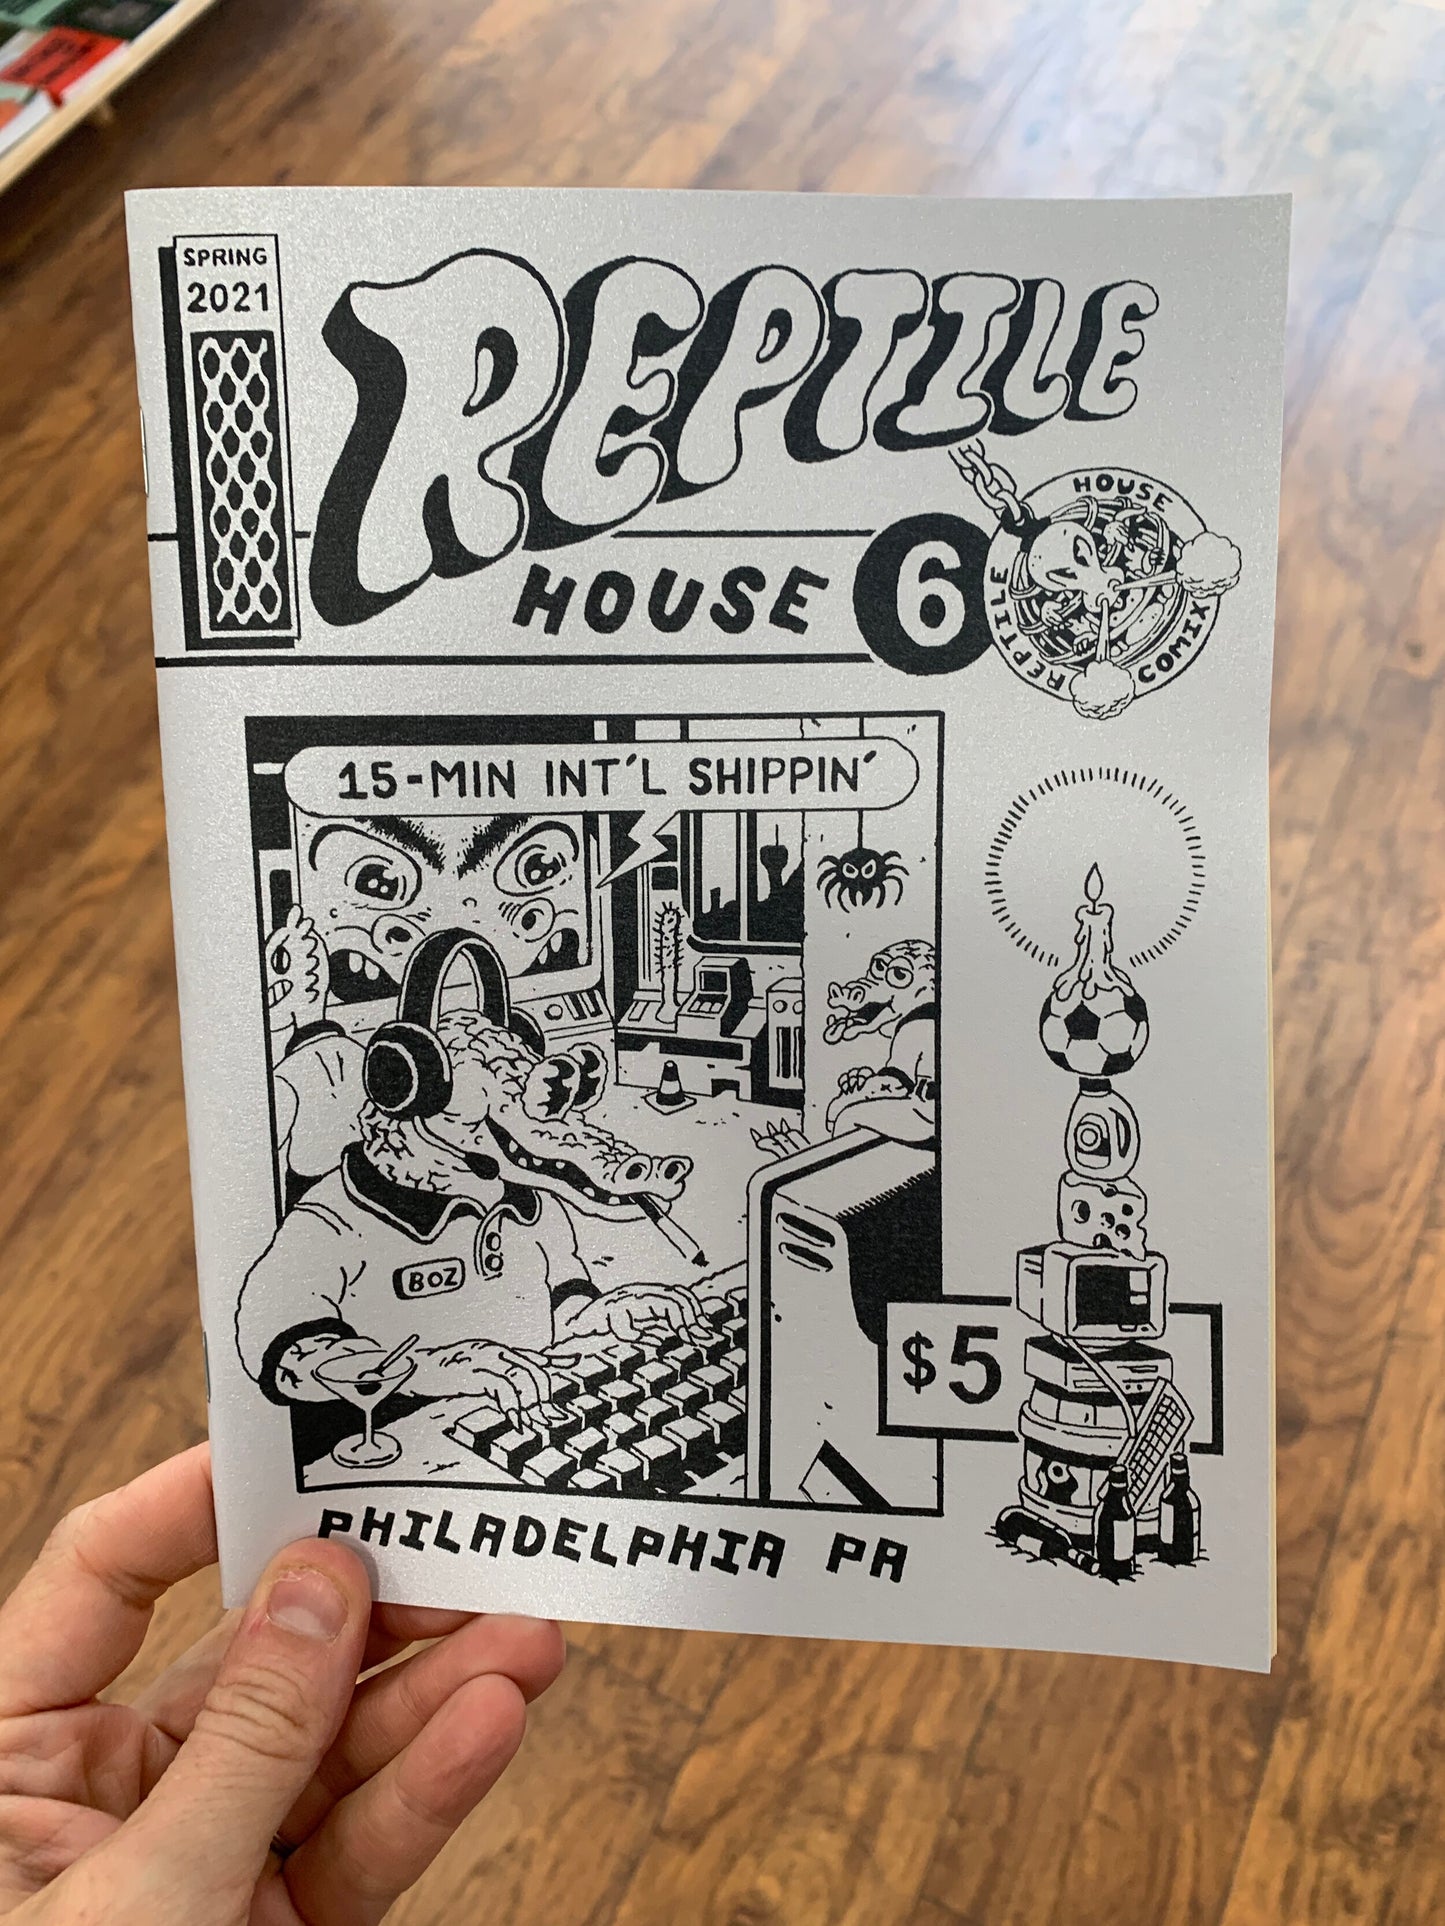 SPRING
2021
REPTILE
HOUSE 6
HOUSE
REPTILE
COMIX
15-MIN INT'L SHIPPIN'
BOZ
$5
PHILADELPHIA PA